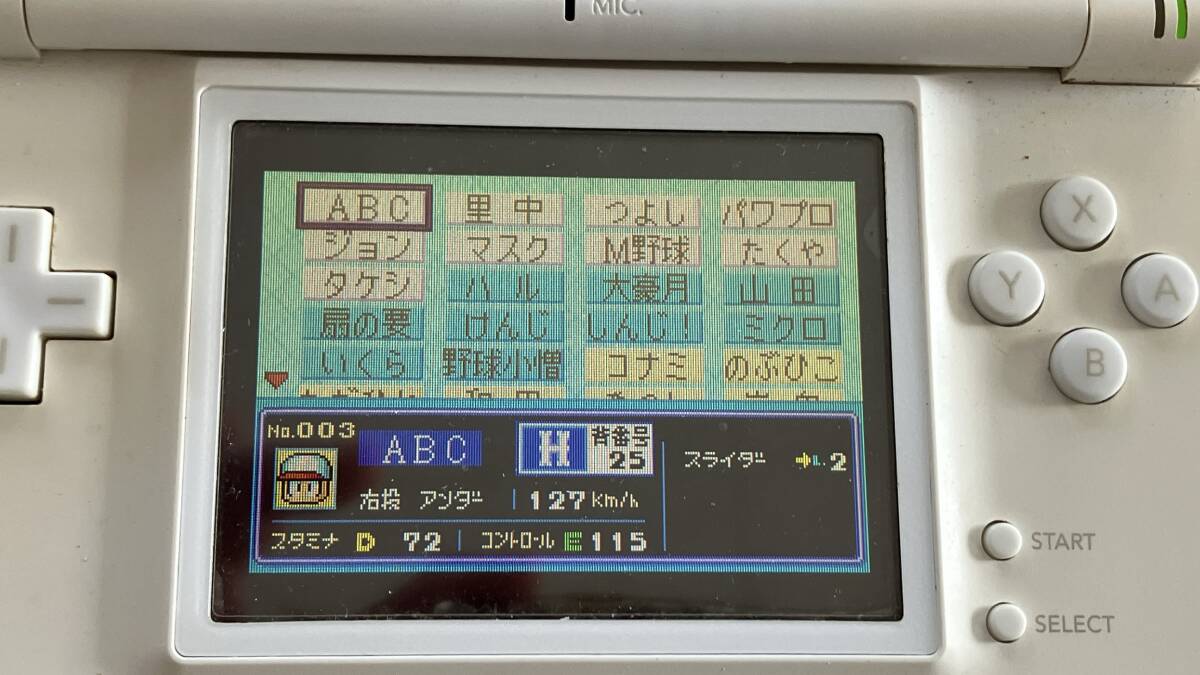 MIC.
ABC 里中 つよし パワプロ
ジョン マスク M野球 たくや
タケシ ハル 大豪月 山田
扇の要 けんじ しんじ! ミクロ
いくら 野球小僧 コナミ のぶひこ
No.003
ABC
H
背番号
25
右投 アンダー 127km/h
スタミナ D 72 コントロール E 115
スライダー 2
X
Y
A
B
START
SELECT